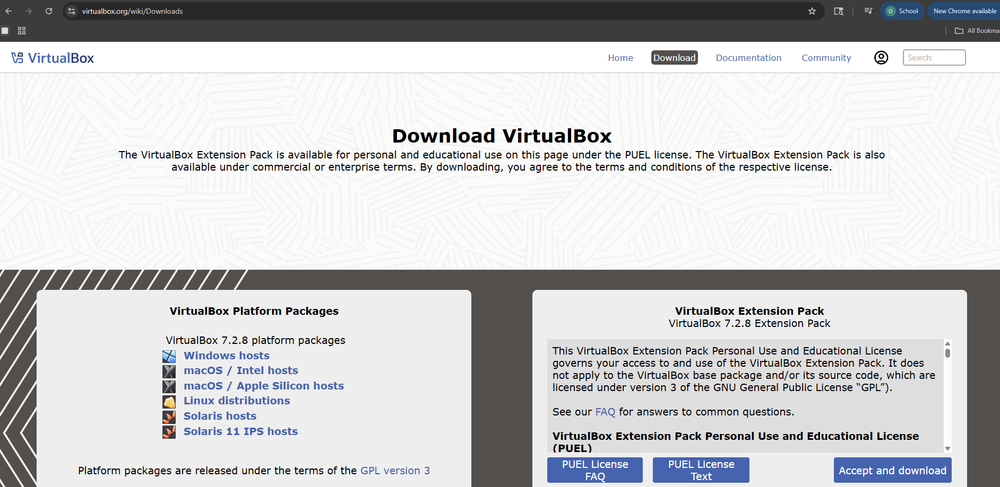 virtualbox.org/wiki/Downloads
O School
New Chrome available
All Bookma
VirtualBox
Home
Download
Documentation
Community
Search:
Download VirtualBox
The VirtualBox Extension Pack is available for personal and educational use on this page under the PUEL license. The VirtualBox Extension Pack is also
available under commercial or enterprise terms. By downloading, you agree to the terms and conditions of the respective license.
VirtualBox Platform Packages
VirtualBox 7.2.8 platform packages
Windows hosts
macOS / Intel hosts
macOS / Apple Silicon hosts
Linux distributions
Solaris hosts
Solaris 11 IPS hosts
Platform packages are released under the terms of the GPL version 3
VirtualBox Extension Pack
VirtualBox 7.2.8 Extension Pack
This VirtualBox Extension Pack Personal Use and Educational License
governs your access to and use of the VirtualBox Extension Pack. It does
not apply to the VirtualBox base package and/or its source code, which are
licensed under version 3 of the GNU General Public License “GPL”).
See our FAQ for answers to common questions.
VirtualBox Extension Pack Personal Use and Educational License
(PUEL)
PUEL License
FAQ
PUEL License
Text
Accept and download